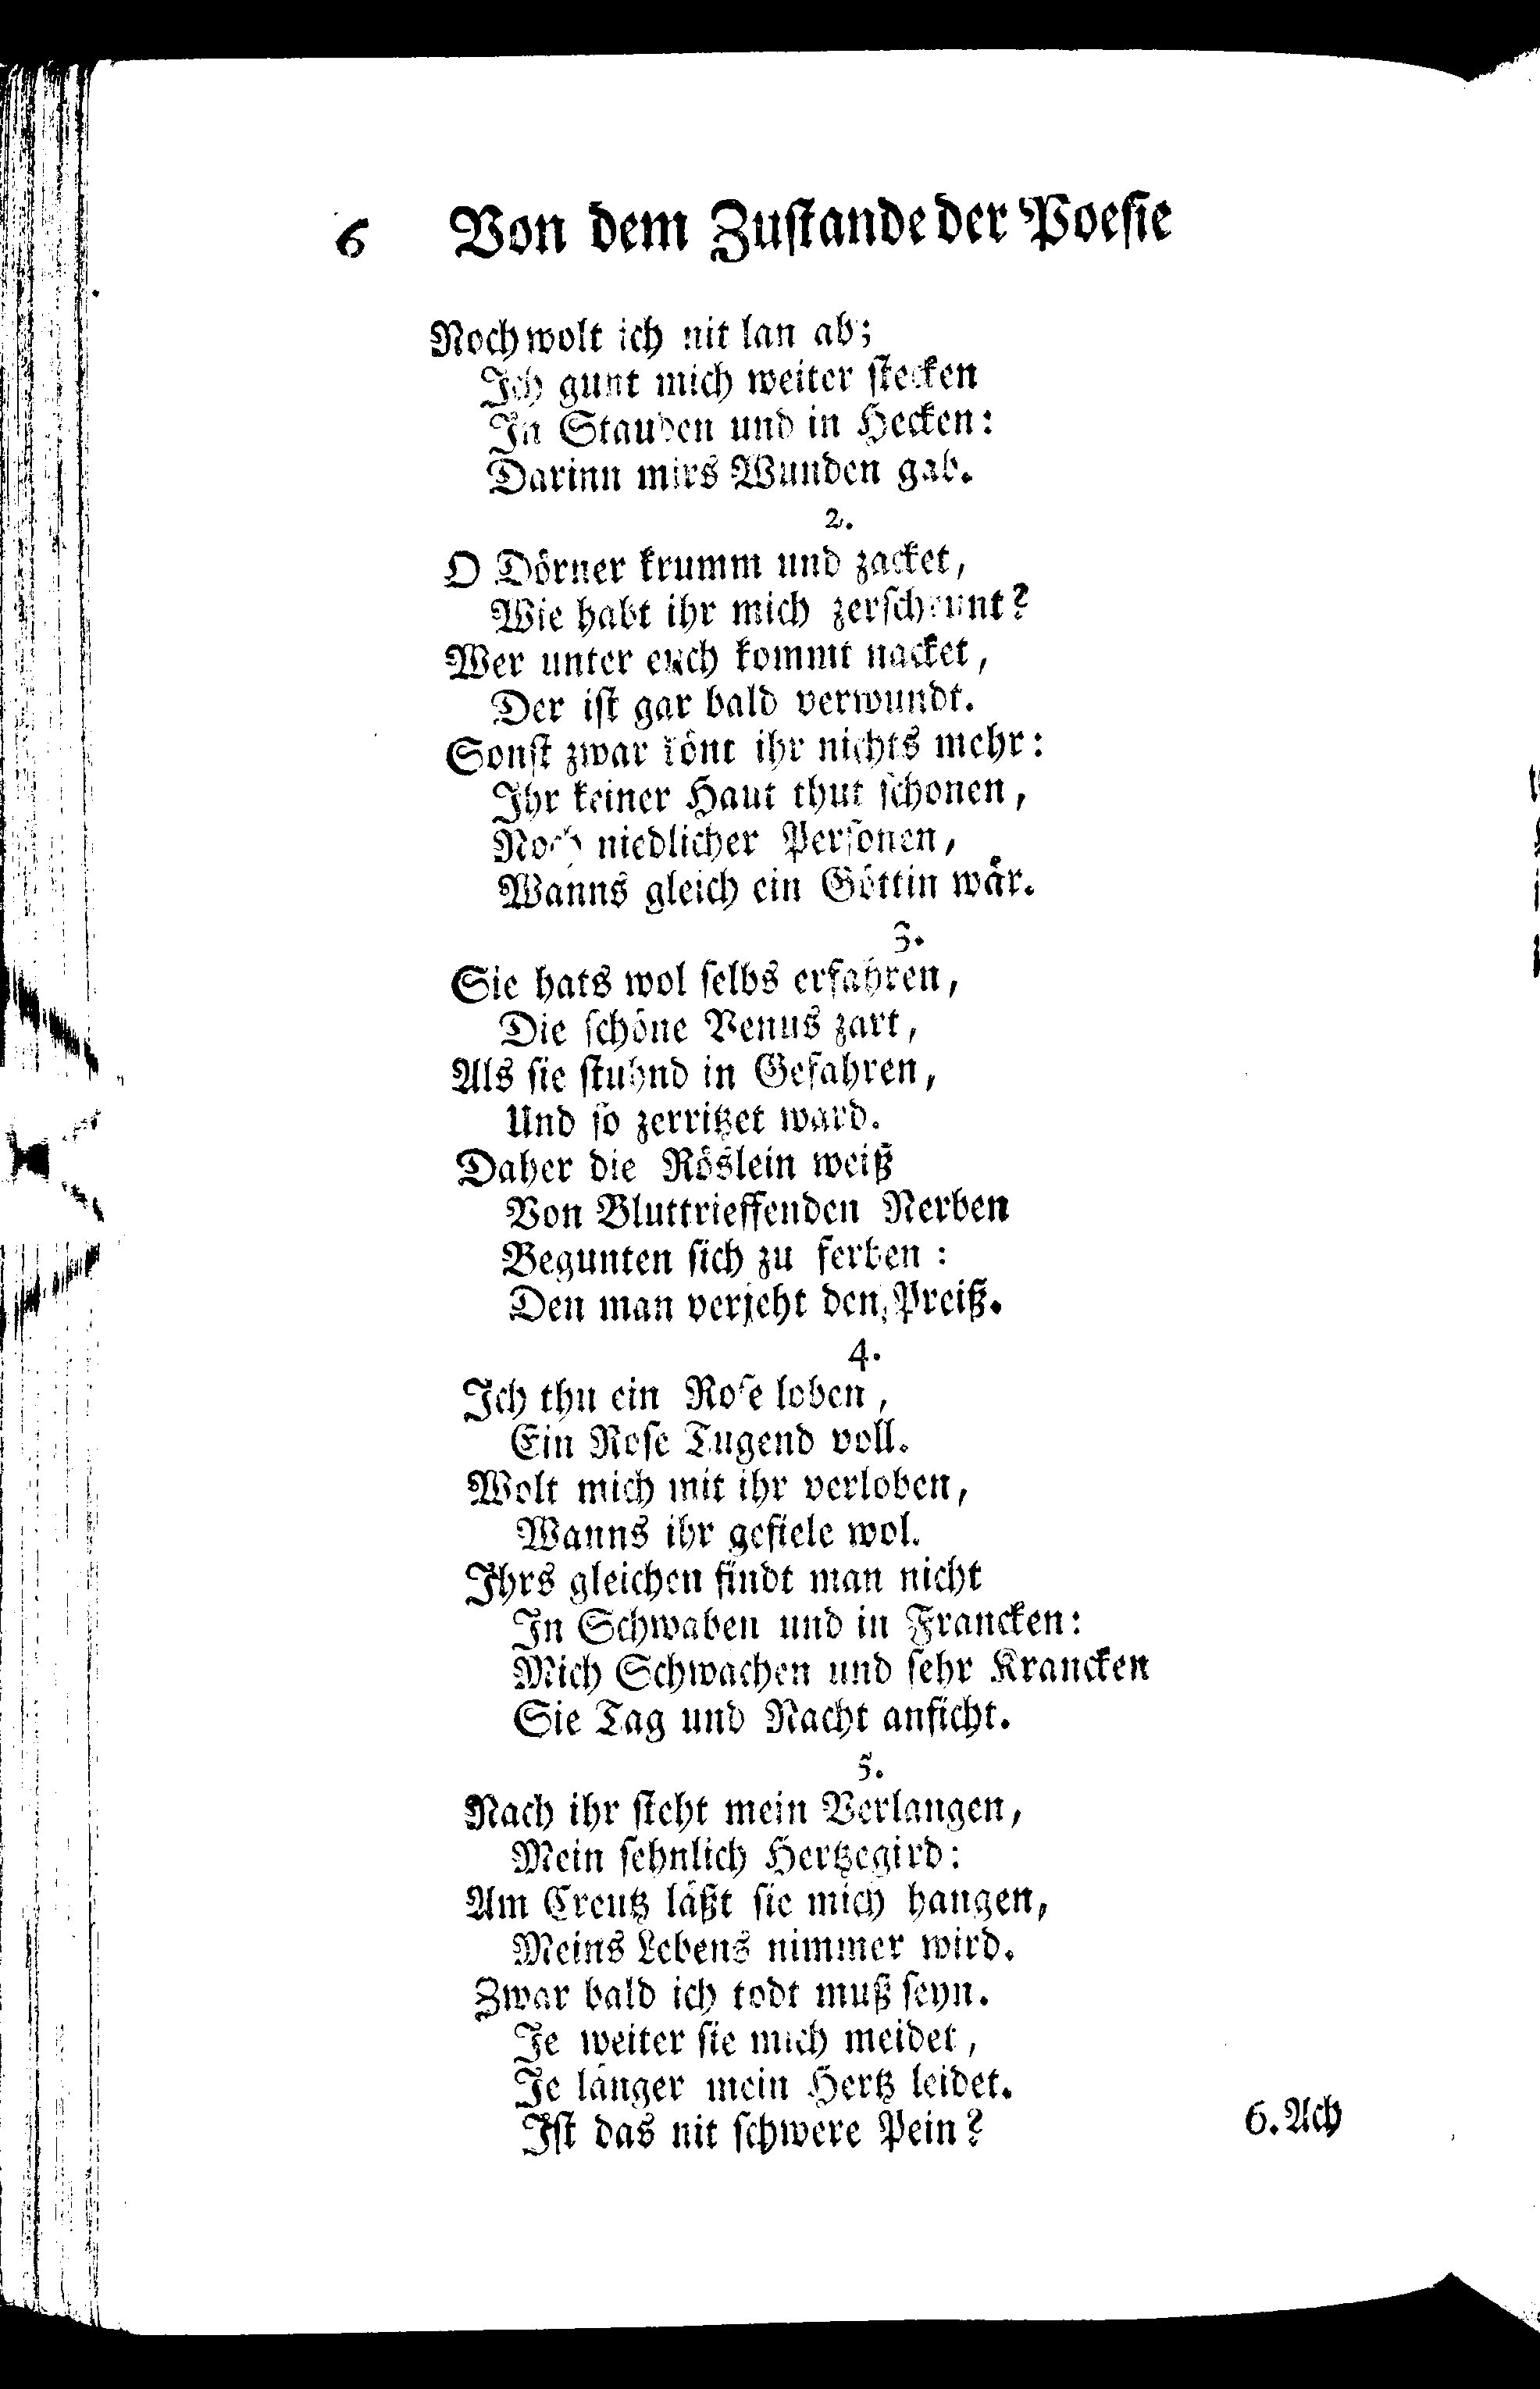 6 Von dem Zustande der Poesie
Noch wolt ich nit lan ab;
Ich gunt mich weiter stecken
In Stauden und in Hecken:
Darinn mirs Wunden gab.
2.
O Dörner krumm und zacket,
Wie habt ihr mich zerschrunt?
Wer unter euch kommt nacket,
Der ist gar bald verwundt.
Sonst zwar könt ihr nichts mehr:
Ihr keiner Haut thut schonen,
Noch niedlicher Personen,
Wanns gleich ein Göttin wär.
3.
Sie hats wol selbs erfahren,
Die schöne Venus zart,
Als sie stuhnd in Gefahren,
Und so zerritzet ward.
Daher die Röslein weiß
Von Bluttrieffenden Nerben
Begunten sich zu ferben:
Den man verjeht den Preiß.
4.
Ich thu ein Rose loben,
Ein Rose Tugend voll.
Wolt mich mit ihr verloben,
Wanns ihr gefiele wol.
Ihrs gleichen findt man nicht
In Schwaben und in Francken:
Mich Schwachen und sehr Krancken
Sie Tag und Nacht anficht.
5.
Nach ihr steht mein Verlangen,
Mein sehnlich Hertzegird:
Am Creutz läßt sie mich hangen,
Meins Lebens nimmer wird.
Zwar bald ich todt muß seyn.
Je weiter sie mich meidet,
Je länger mein Hertz leidet.
Ist das nit schwere Pein?
6. Ach